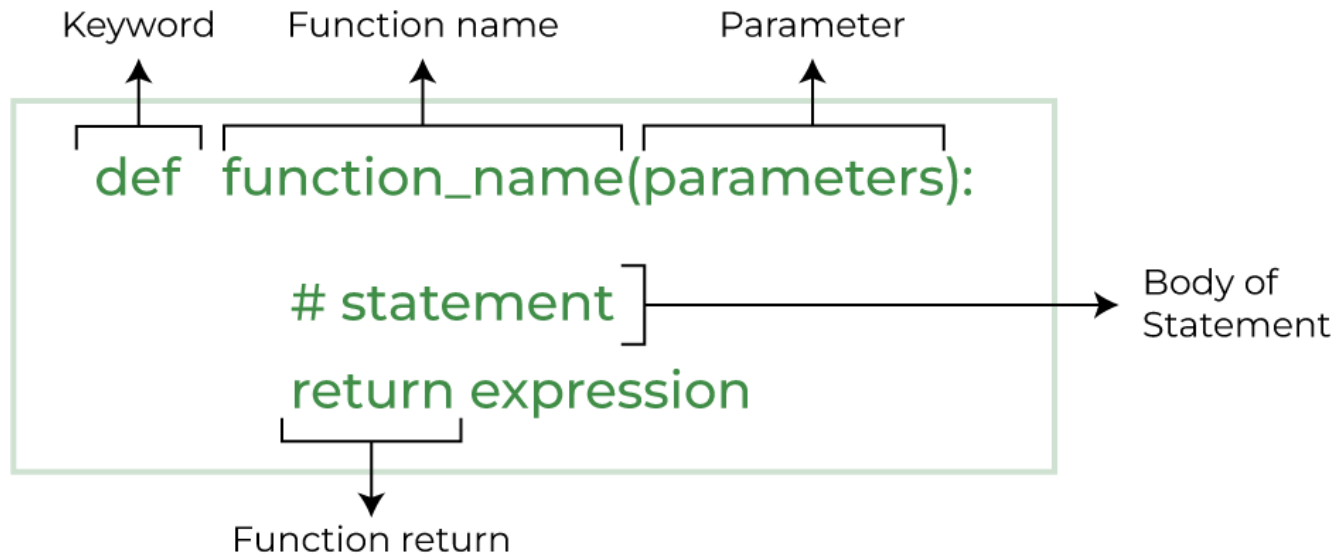 Keyword Function name Parameter
def function_name(parameters):
# statement
Body of
Statement
return expression
Function return